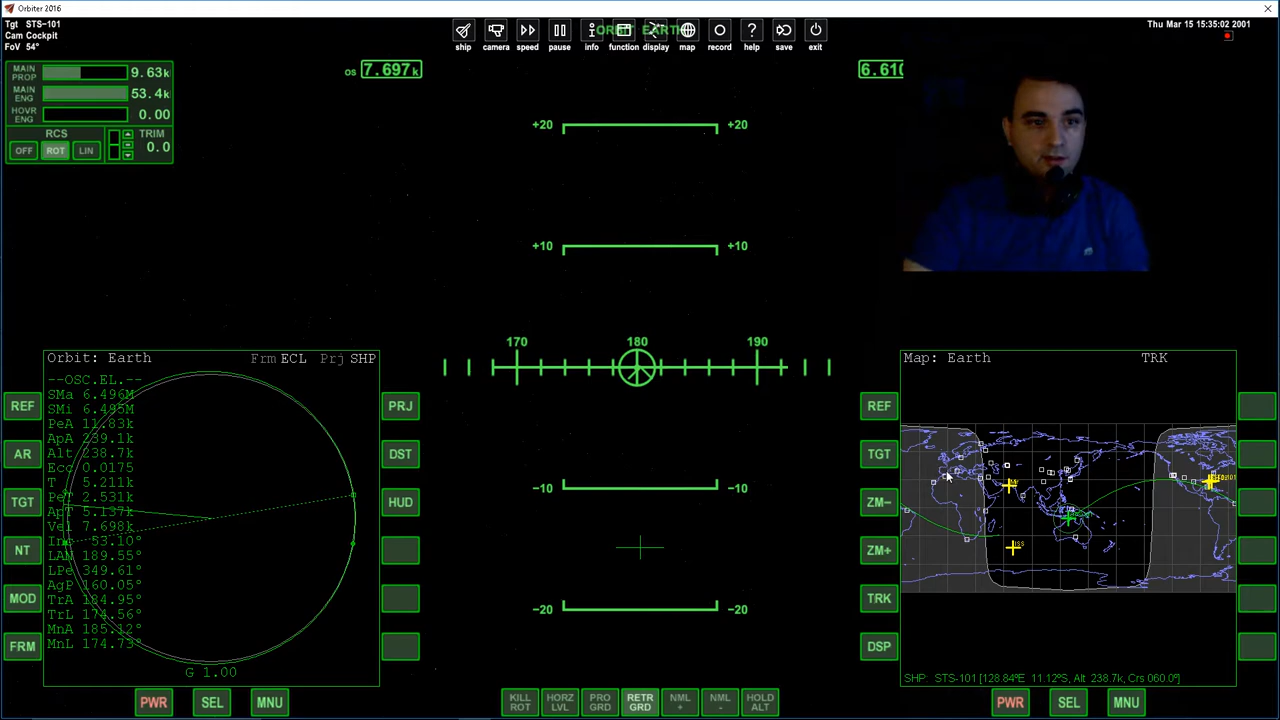 Orbiter 2016
Tgt STS-101
Cam Cockpit
FoV 54°
ship
camera
speed
pause
info
function
display
map
record
help
save
exit
Thu Mar 15 15:35:02 2001
MAIN PROP 9.63k
MAIN ENG 53.4k
HOVR ENG 0.00
RCS
TRIM
OFF ROT LIN 0.0
OS 7.697k
6.610
+20 +20
+10 +10
170 180 190
-10 -10
-20 -20
Orbit: Earth Frm ECL Prj SHP
--OSC.EL.--
SMa 6.496M
SMi 6.495M
PeA 11.83k
ApA 239.1k
Alt 238.7k
Ecc 0.0175
T 5.211k
PeT 2.531k
ApT 5.137k
Vel 7.698k
Inc 53.10°
LAN 189.55°
LPe 349.61°
AgP 160.05°
TrA 184.95°
TrL 174.56°
MnA 185.12°
MnL 174.73°
G 1.00
REF
AR
TGT
NT
MOD
FRM
PRJ
DST
HUD
PWR SEL MNU
KILL ROT
HORZ LVL
PRO GRD
RETR GRD
NML +
NML -
HOLD ALT
Map: Earth TRK
REF
TGT
ZM-
ZM+
TRK
DSP
ISS
SHP: STS-101 [128.84°E 11.12°S, Alt 238.7k, Crs 060.0°]
PWR SEL MNU